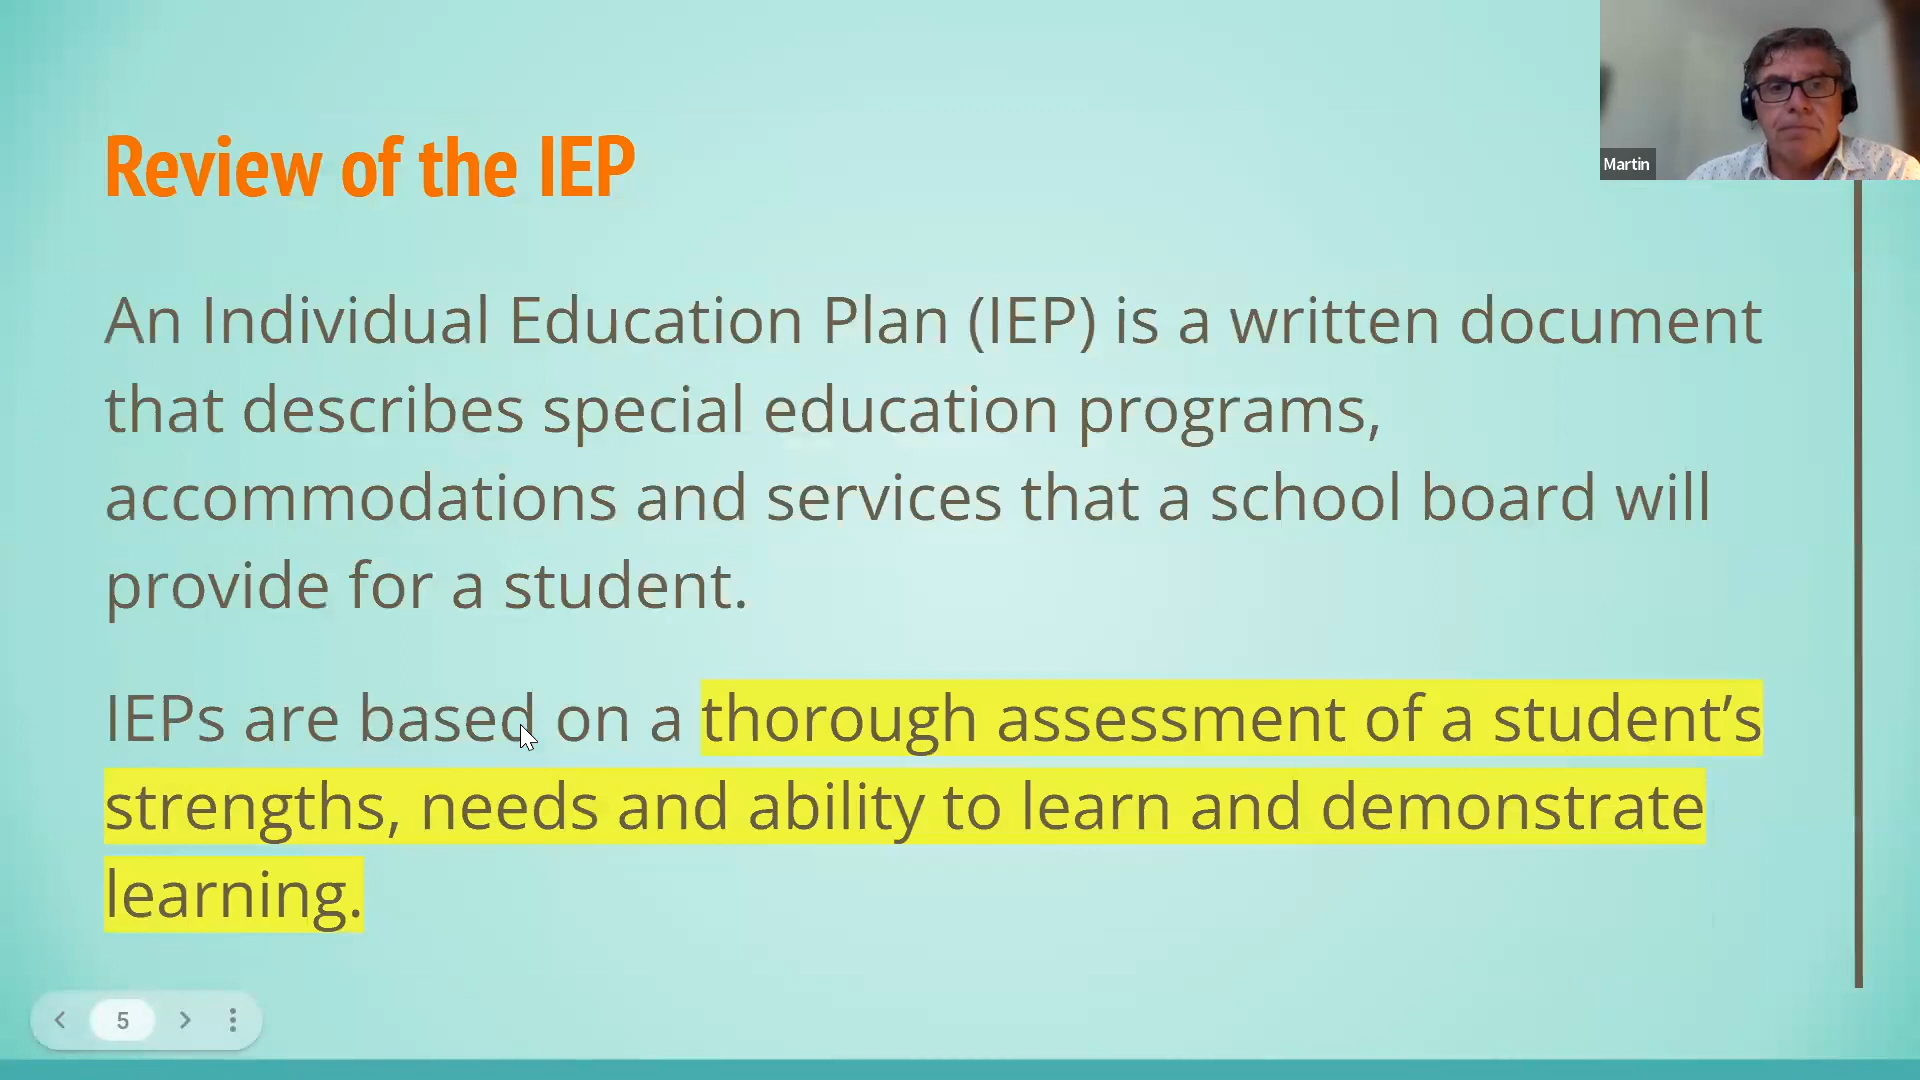 Martin
Review of the IEP
An Individual Education Plan (IEP) is a written document
that describes special education programs,
accommodations and services that a school board will
provide for a student.
IEPs are based on a thorough assessment of a student’s
strengths, needs and ability to learn and demonstrate
learning.
5